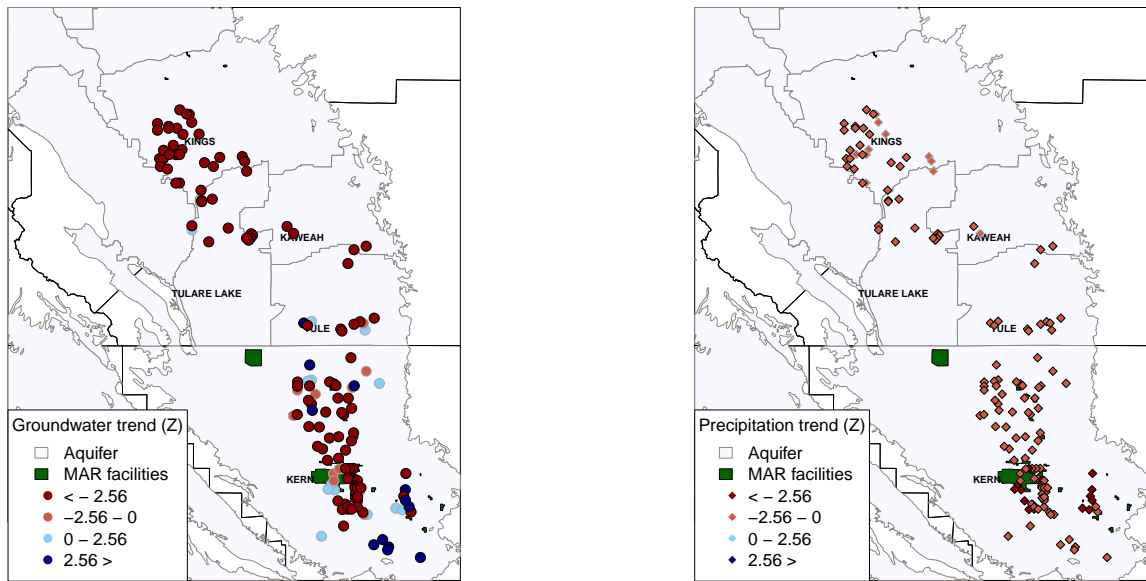 KINGS
KAWEAH
TULARE LAKE
TULE
KERN
Groundwater trend (Z)
Aquifer
MAR facilities
< − 2.56
−2.56 − 0
0 − 2.56
2.56 >
KINGS
KAWEAH
TULARE LAKE
TULE
KERN
Precipitation trend (Z)
Aquifer
MAR facilities
< − 2.56
−2.56 − 0
0 − 2.56
2.56 >